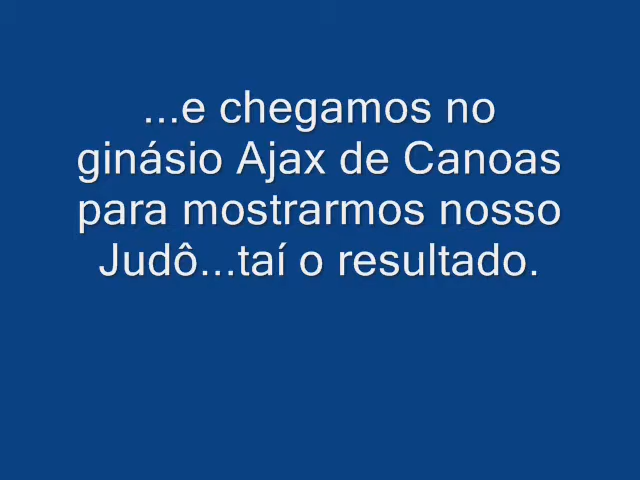 ...e chegamos no
ginásio Ajax de Canoas
para mostrarmos nosso
Judô...taí o resultado.